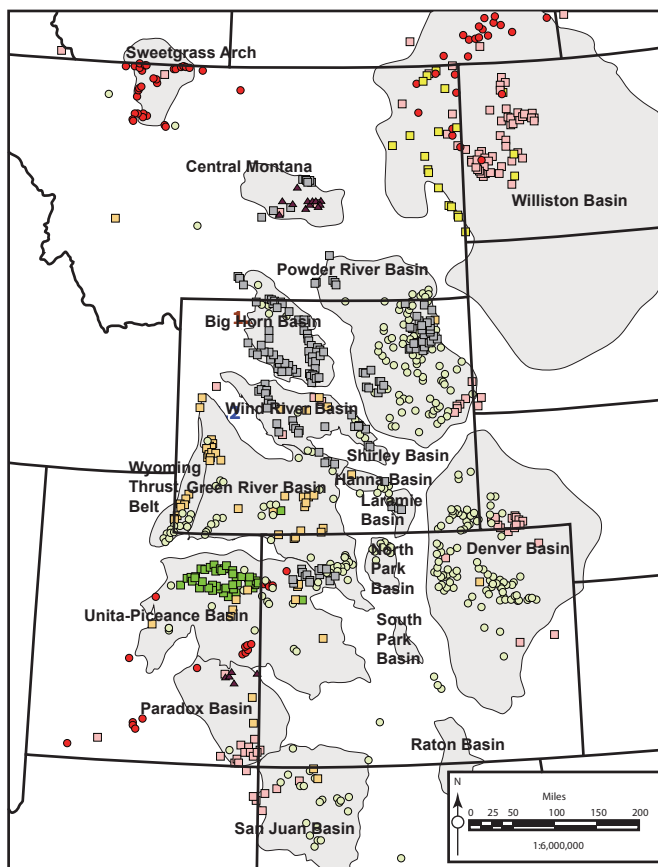 Sweetgrass Arch
Central Montana
Williston Basin
Powder River Basin
1
Big Horn Basin
Wind River Basin
2
Shirley Basin
Wyoming
Thrust
Belt
Green River Basin
Hanna Basin
Laramie
Basin
North
Park
Basin
Denver Basin
Unita-Piceance Basin
South
Park
Basin
Paradox Basin
Raton Basin
San Juan Basin
N
Miles
0 25 50 100 150 200
1:6,000,000